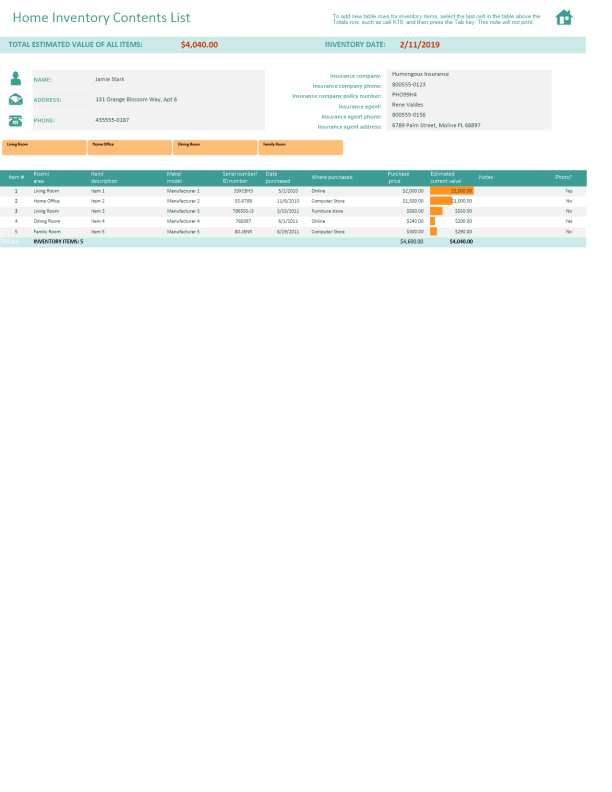 Home Inventory Contents List
To add new table rows for inventory items, select the last cell in the table above the
Totals row, such as cell K16, and then press the Tab key. This note will not print.
TOTAL ESTIMATED VALUE OF ALL ITEMS: $4,040.00 INVENTORY DATE: 2/11/2019
NAME: Jamie Stark
ADDRESS: 131 Orange Blossom Way, Apt 6
PHONE: 435555-0187
Insurance company: Humongous Insurance
Insurance company phone: 800555-0123
Insurance company policy number: PHO99H4
Insurance agent: Rene Valdes
Insurance agent phone: 800555-0156
Insurance agent address: 6789 Palm Street, Moline FL 68897
Living Room Home Office Dining Room Family Room
Item # Room/ area Item/ description Make/ model Serial number/ ID number Date purchased Where purchased Purchase price Estimated current value Notes Photo?
1 Living Room Item 1 Manufacturer 1 55XCBH5 5/2/2010 Online $2,000.00 $2,000.00 Yes
2 Home Office Item 2 Manufacturer 2 55-678B 11/6/2010 Computer Store $1,500.00 $1,000.00 No
3 Living Room Item 3 Manufacturer 3 3/15/2011 Furniture store $560.00 $550.00 No
4 Dining Room Item 4 Manufacturer 4 6/1/2011 Online $240.00 $200.00 Yes
5 Family Room Item 5 Manufacturer 5 8/29/2011 Computer Store $300.00 $290.00 No
TOTALS INVENTORY ITEMS: 5 $4,600.00 $4,040.00